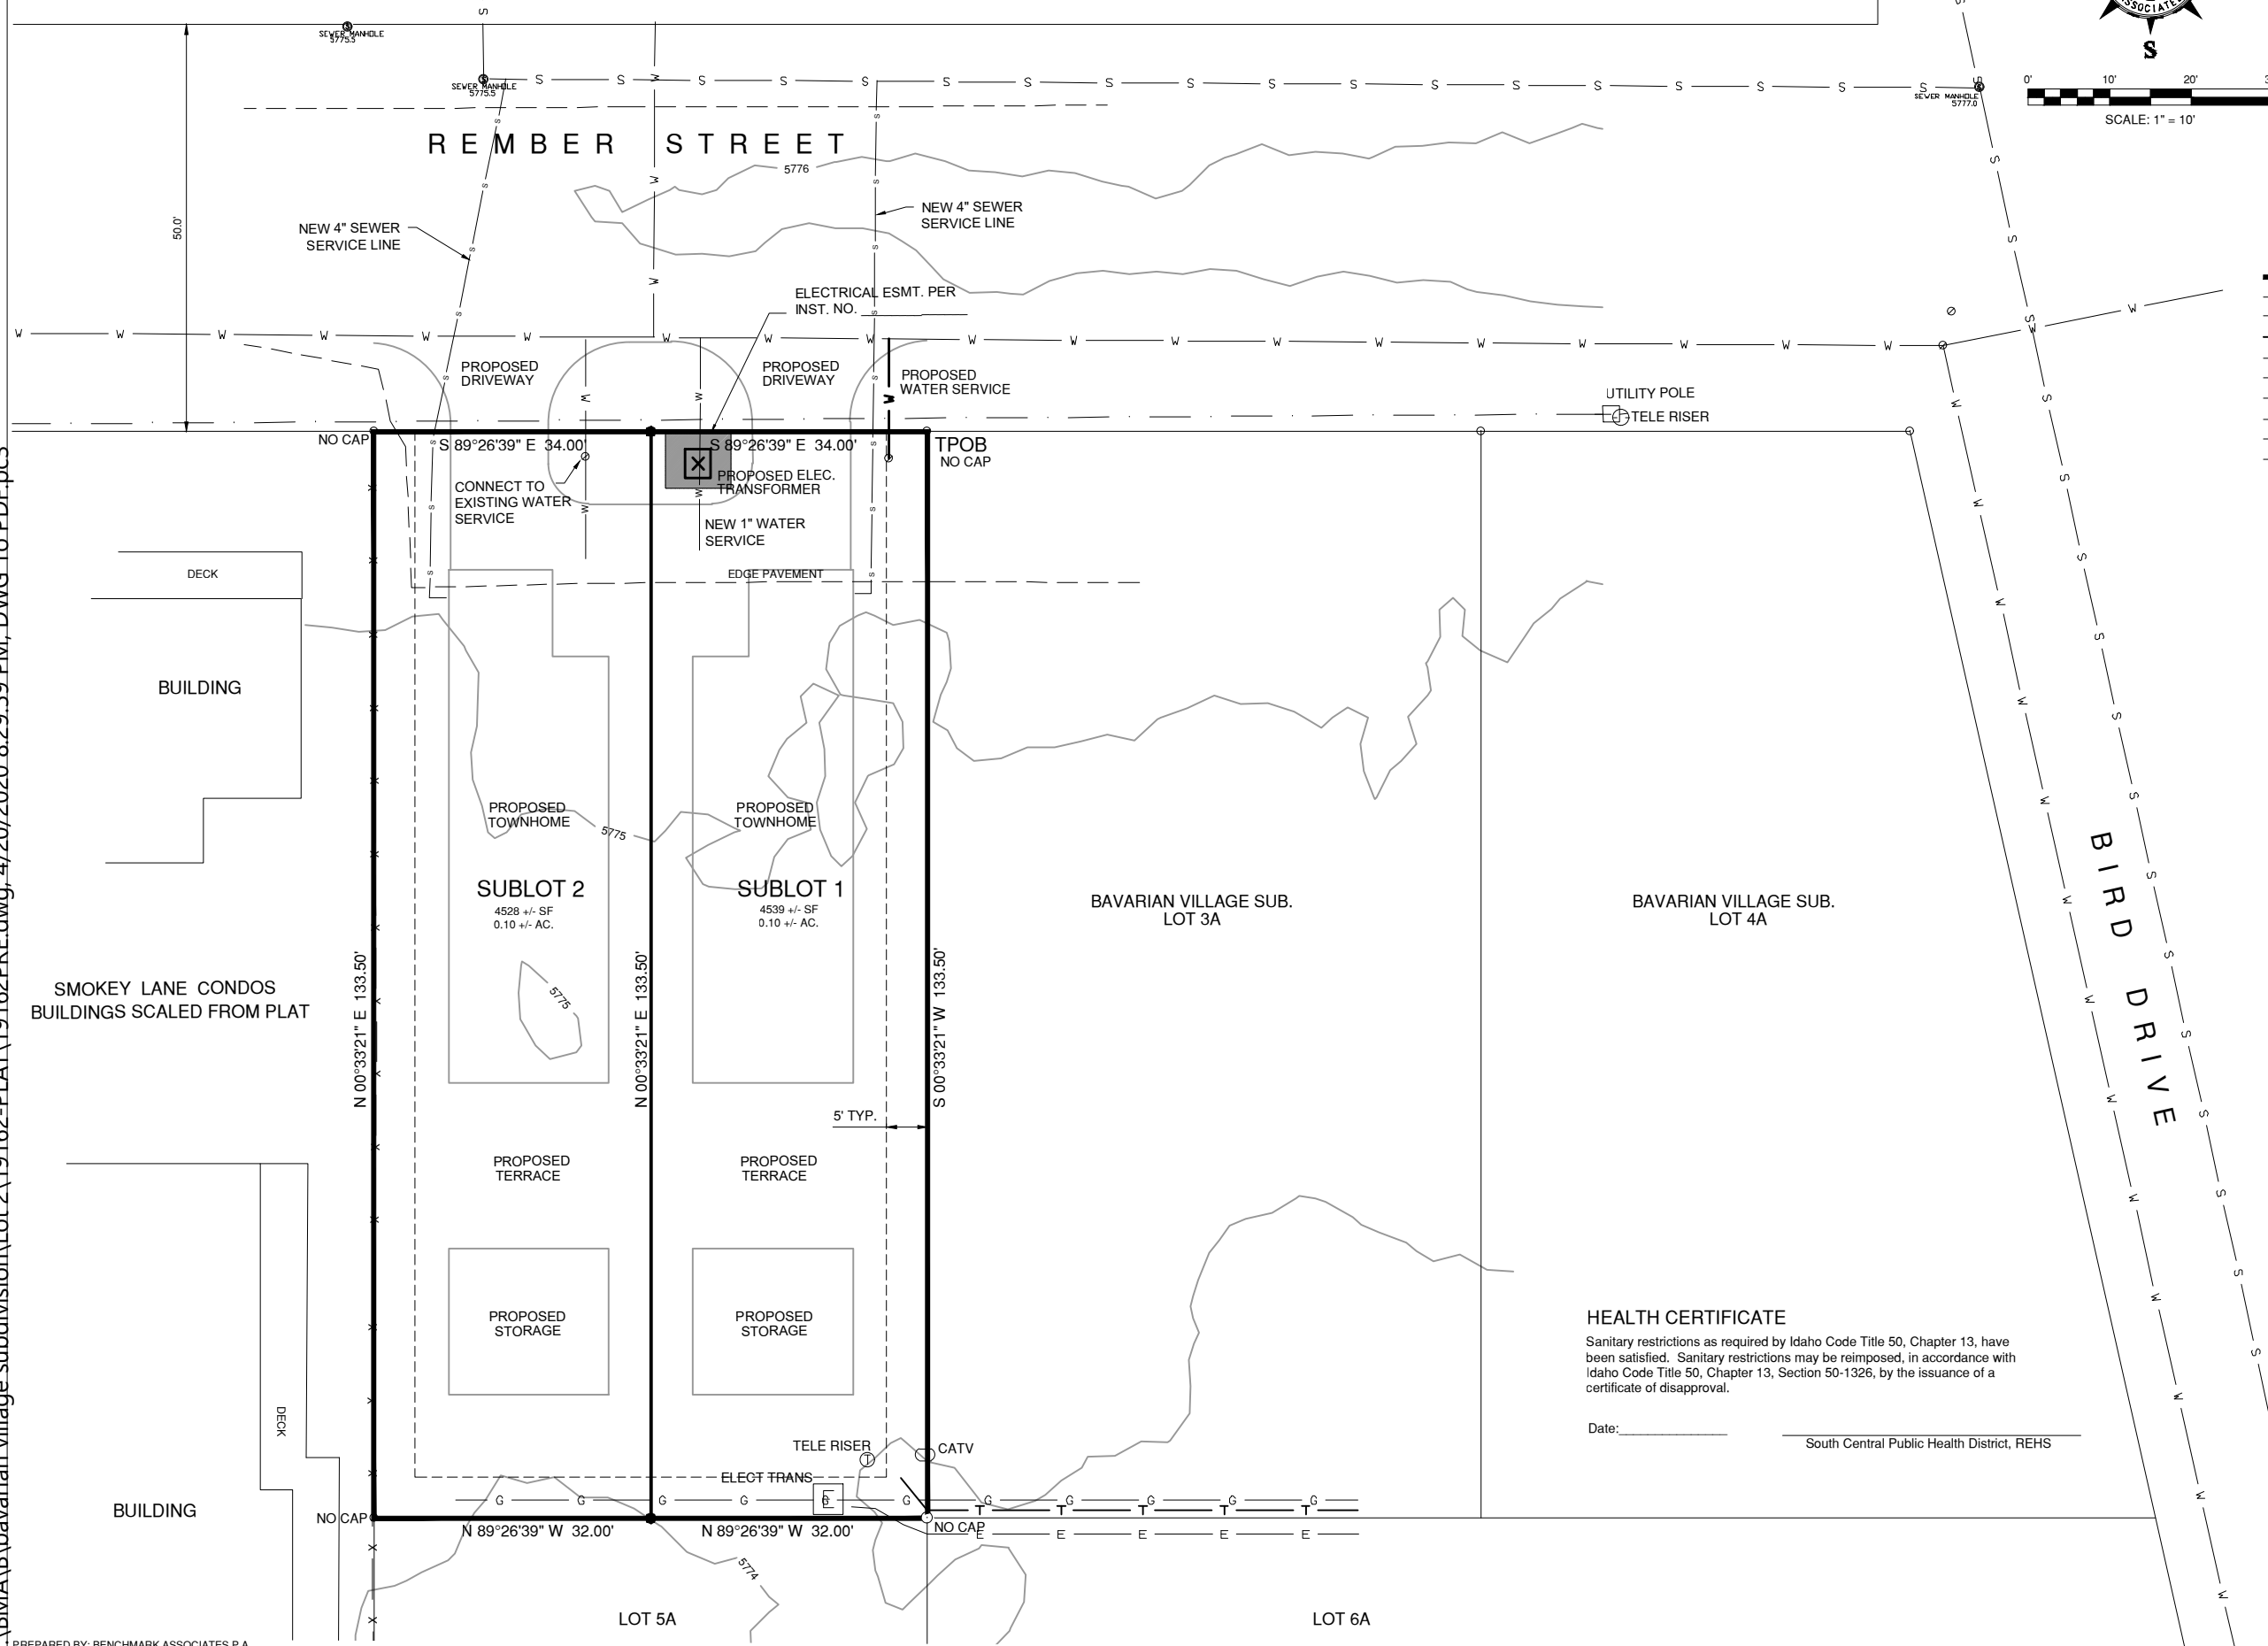 SEWER MANHOLE
5775.5
SEWER MANHOLE
5775.5
SEWER MANHOLE
5777.0
S
0' 10' 20'
SCALE: 1" = 10'
REMBER STREET
5776
50.0'
NEW 4" SEWER
SERVICE LINE
NEW 4" SEWER
SERVICE LINE
ELECTRICAL ESMT. PER
INST. NO.
PROPOSED
DRIVEWAY
PROPOSED
DRIVEWAY
PROPOSED
WATER SERVICE
UTILITY POLE
TELE RISER
NO CAP
S 89°26'39" E 34.00'
S 89°26'39" E 34.00'
TPOB
NO CAP
CONNECT TO
EXISTING WATER
SERVICE
PROPOSED ELEC.
TRANSFORMER
NEW 1" WATER
SERVICE
DECK
EDGE PAVEMENT
BUILDING
PROPOSED
TOWNHOME
5775
PROPOSED
TOWNHOME
SUBLOT 2
4528 +/- SF
0.10 +/- AC.
SUBLOT 1
4539 +/- SF
0.10 +/- AC.
BAVARIAN VILLAGE SUB.
LOT 3A
BAVARIAN VILLAGE SUB.
LOT 4A
BIRD DRIVE
SMOKEY LANE CONDOS
BUILDINGS SCALED FROM PLAT
N 00°33'21" E 133.50'
5775
N 00°33'21" E 133.50'
S 00°33'21" W 133.50'
5' TYP.
PROPOSED
TERRACE
PROPOSED
TERRACE
PROPOSED
STORAGE
PROPOSED
STORAGE
HEALTH CERTIFICATE
Sanitary restrictions as required by Idaho Code Title 50, Chapter 13, have
been satisfied. Sanitary restrictions may be reimposed, in accordance with
Idaho Code Title 50, Chapter 13, Section 50-1326, by the issuance of a
certificate of disapproval.
Date:
South Central Public Health District, REHS
DECK
TELE RISER
CATV
ELECT TRANS
E
BUILDING
NO CAP
N 89°26'39" W 32.00'
N 89°26'39" W 32.00'
NO CAP
5774
LOT 5A
LOT 6A
PREPARED BY: BENCHMARK ASSOCIATES P.A.